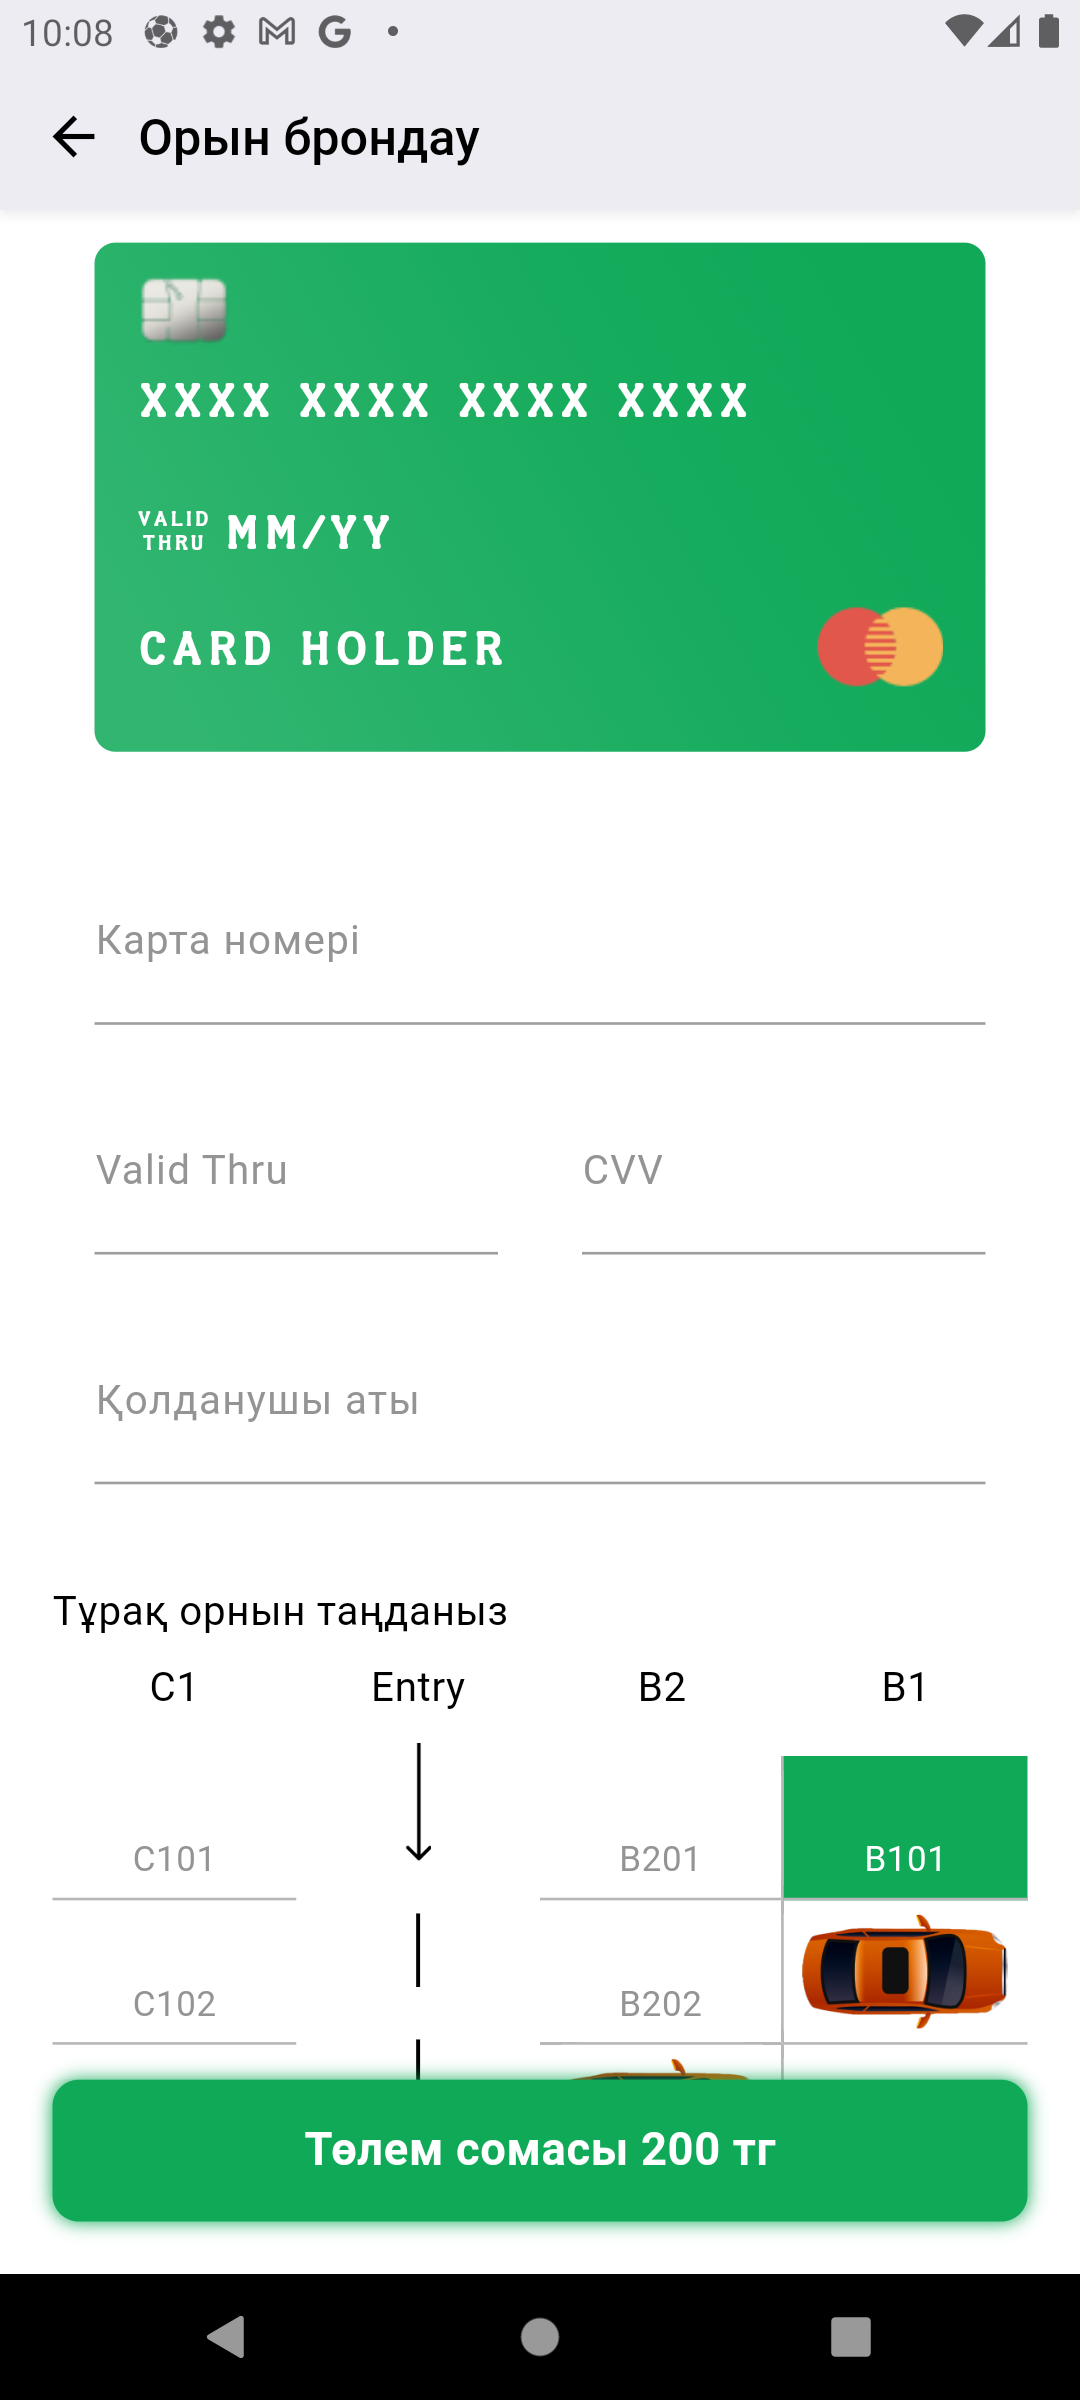 10:08
Орын брондау
XXXX XXXX XXXX XXXX
VALID
THRU
MM/YY
CARD HOLDER
Карта номері
Valid Thru
CVV
Қолданушы аты
Тұрақ орнын таңданыз
C1
Entry
B2
B1
C101
B201
B101
C102
B202
Төлем сомасы 200 тг